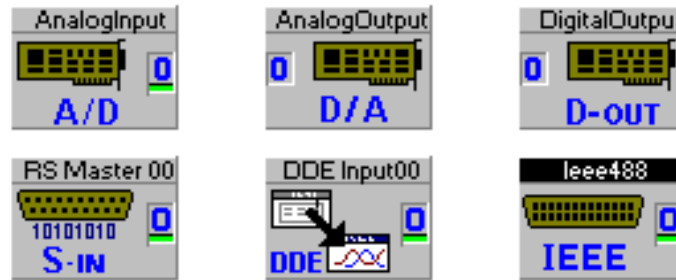 AnalogInput
AnalogOutput
DigitalOutpu
0
0
0
A/D
D/A
D-OUT
RS Master 00
DDE Input00
Ieee488
10101010
0
0
0
S-IN
DDE
IEEE